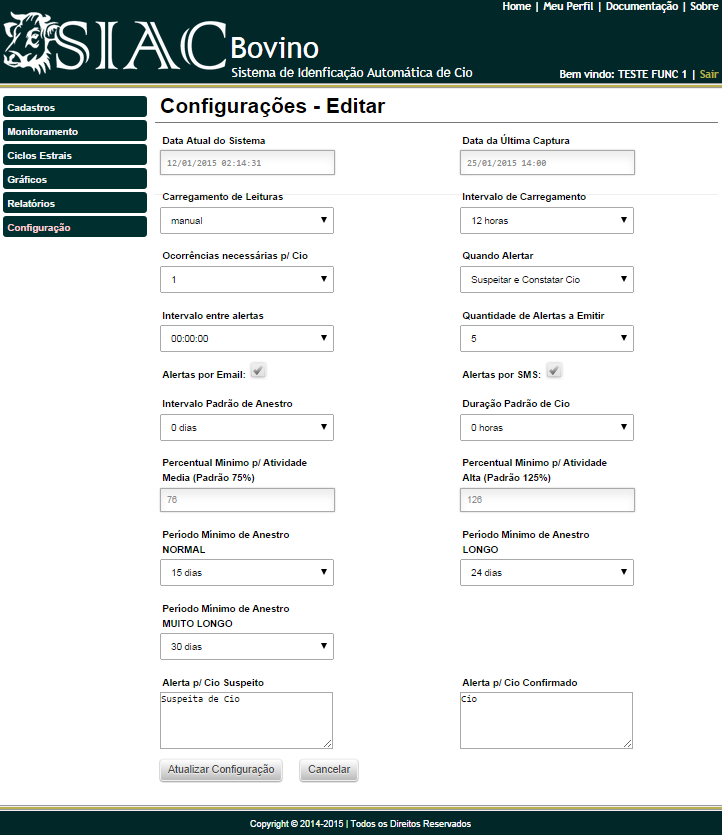 Home | Meu Perfil | Documentação | Sobre
SIAC Bovino
Sistema de Idenficação Automática de Cio
Bem vindo: TESTE FUNC 1 | Sair
Cadastros
Monitoramento
Ciclos Estrais
Gráficos
Relatórios
Configuração
Configurações - Editar
Data Atual do Sistema
Data da Última Captura
12/01/2015 02:14:31
25/01/2015 14:00
Carregamento de Leituras
Intervalo de Carregamento
manual
12 horas
Ocorrências necessárias p/ Cio
Quando Alertar
1
Suspeitar e Constatar Cio
Intervalo entre alertas
Quantidade de Alertas a Emitir
00:00:00
5
Alertas por Email:
Alertas por SMS:
Intervalo Padrão de Anestro
Duração Padrão de Cio
0 dias
0 horas
Percentual Minimo p/ Atividade
Media (Padrão 75%)
Percentual Minimo p/ Atividade
Alta (Padrão 125%)
76
126
Período Mínimo de Anestro
NORMAL
Período Mínimo de Anestro
LONGO
15 dias
24 dias
Período Mínimo de Anestro
MUITO LONGO
30 dias
Alerta p/ Cio Suspeito
Alerta p/ Cio Confirmado
Suspeita de Cio
Cio
Atualizar Configuração
Cancelar
Copyright © 2014-2015 | Todos os Direitos Reservados